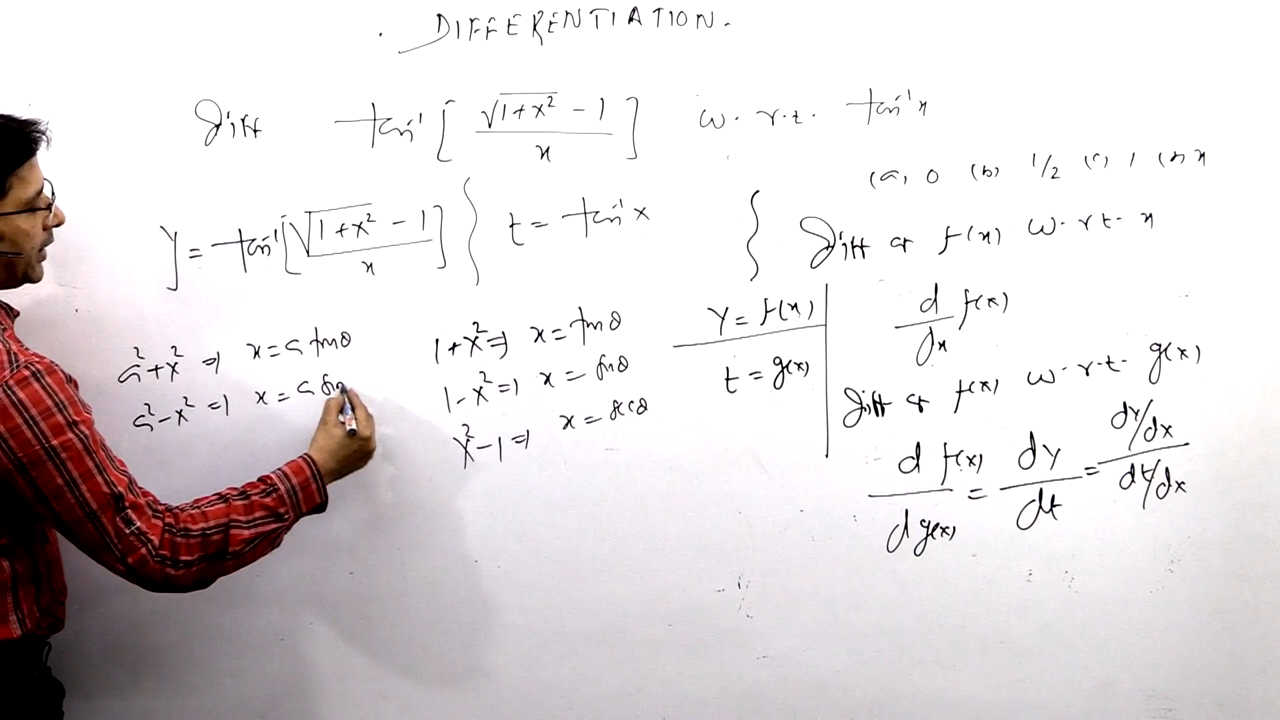 . DIFFERENTIATION.
Diff tan⁻¹ [ (√(1+x²) - 1) / x ] w.r.t. tan⁻¹x
(a) 0 (b) 1/2 (c) 1 (d) x
y = tan⁻¹[ (√(1+x²) - 1) / x ] } t = tan⁻¹x }
a²+x² ⇒ x = a tanθ
a²-x² ⇒ x = a sin
1+x² ⇒ x = tanθ
1-x² ⇒ x = sinθ
x²-1 ⇒ x = secθ
y = f(x)
t = g(x)
Diff of f(x) w.r.t. x
d/dx f(x)
Diff of f(x) w.r.t. g(x)
d f(x) / d g(x) = dy/dt = (dy/dx) / (dt/dx)